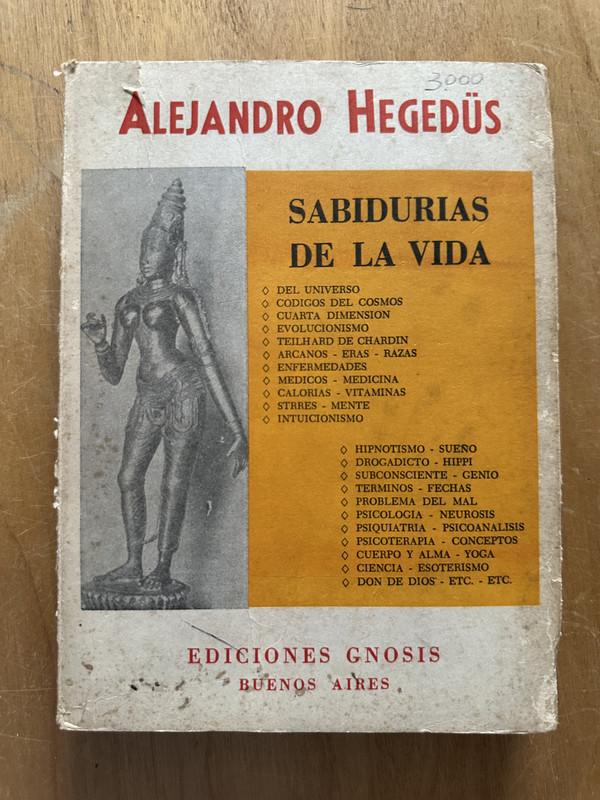 3000
ALEJANDRO HEGEDÜS
SABIDURIAS
DE LA VIDA
◊ DEL UNIVERSO
◊ CODIGOS DEL COSMOS
◊ CUARTA DIMENSION
◊ EVOLUCIONISMO
◊ TEILHARD DE CHARDIN
◊ ARCANOS - ERAS - RAZAS
◊ ENFERMEDADES
◊ MEDICOS - MEDICINA
◊ CALORIAS - VITAMINAS
◊ STRRES - MENTE
◊ INTUICIONISMO
◊ HIPNOTISMO - SUEÑO
◊ DROGADICTO - HIPPI
◊ SUBCONSCIENTE - GENIO
◊ TERMINOS - FECHAS
◊ PROBLEMA DEL MAL
◊ PSICOLOGIA - NEUROSIS
◊ PSIQUIATRIA - PSICOANALISIS
◊ PSICOTERAPIA - CONCEPTOS
◊ CUERPO Y ALMA - YOGA
◊ CIENCIA - ESOTERISMO
◊ DON DE DIOS - ETC. - ETC.
EDICIONES GNOSIS
BUENOS AIRES